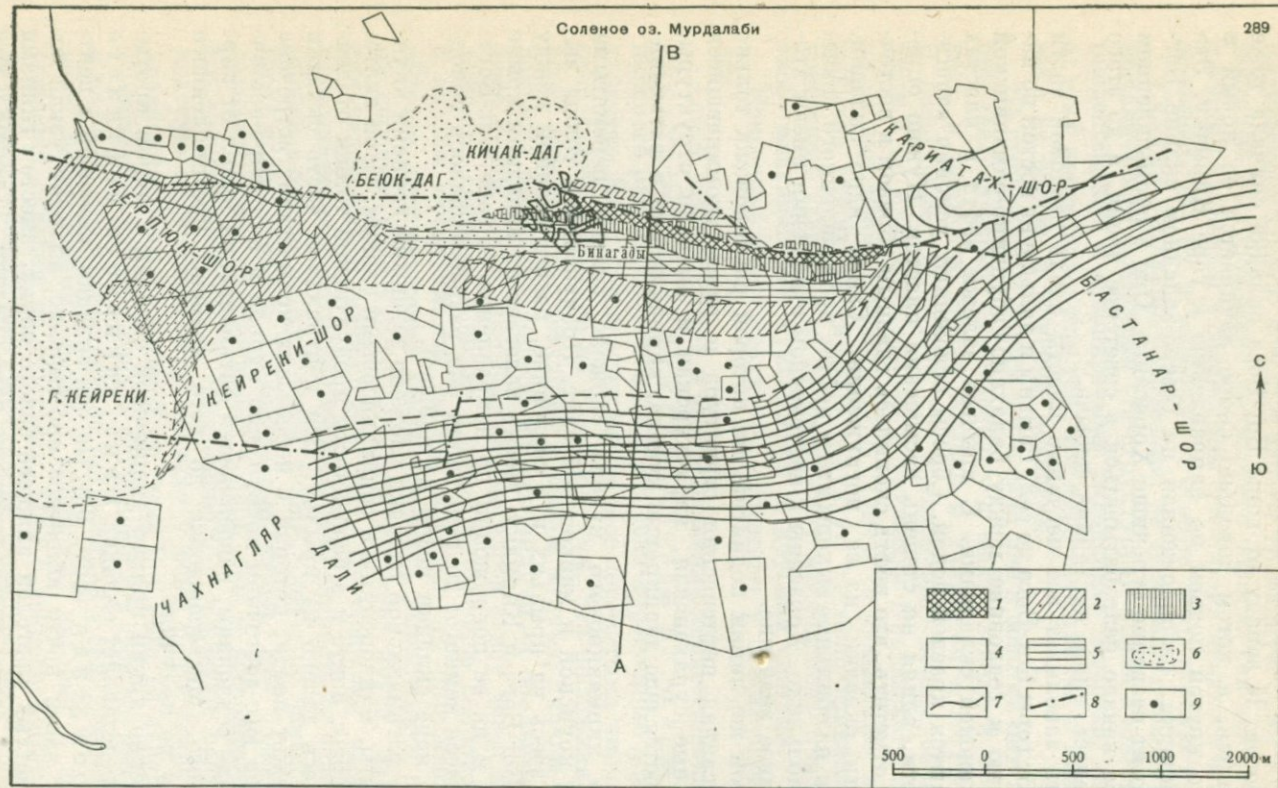 Соленое оз. Мурдалаби
289
В
КАРИАТАХ-ШОР
КИЧАК-ДАГ
БЕЮК-ДАГ
КЕЙЛЮК-ШОР
Бинагады
БАСТАНАР-ШОР
КЕЙРЕКИ-ШОР
Г. КЕЙРЕКИ
С
Ю
ЧАХНАГЛЯР
ДАЛИ
А
1 2 3
4 5 6
7 8 9
500 0 500 1000 2000 м